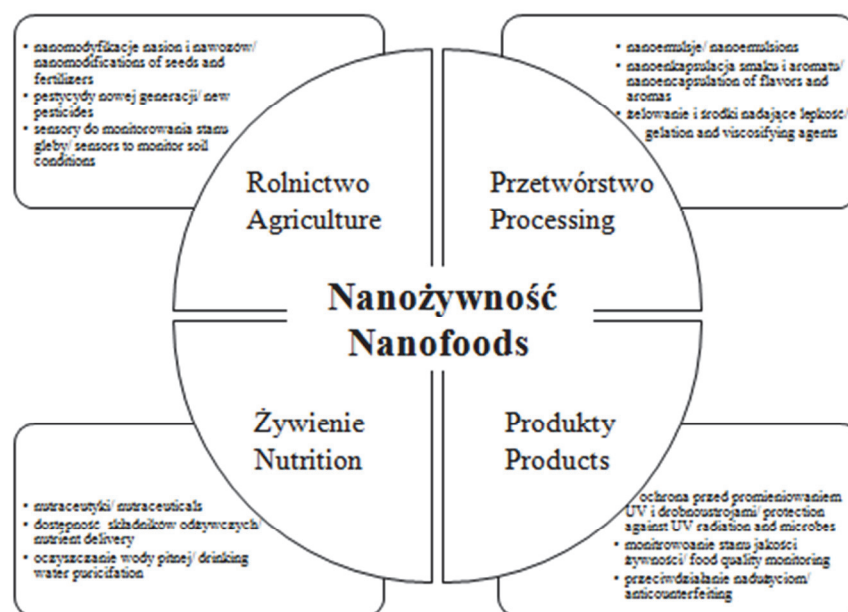 • nanomodyfikacje nasion i nawozów/
nanomodifications of seeds and
fertilizers
• pestycydy nowej generacji/ new
pesticides
• sensory do monitorowania stanu
gleby/ sensors to monitor soil
conditions
• nanoemulsje/ nanoemulsions
• nanoenkapsulacja smaku i aromatu/
nanoencapsulation of flavors and
aromas
• żelowanie i środki nadające lepkość/
gelation and viscosifying agents
Rolnictwo
Agriculture
Przetwórstwo
Processing
Nanożywność
Nanofoods
Żywienie
Nutrition
Produkty
Products
• nutraceutyki/ nutraceuticals
• dostępność składników odżywczych/
nutrient delivery
• oczyszczanie wody pitnej/ drinking
water puricifation
ochrona przed promieniowaniem
UV i drobnoustrojami/ protection
against UV radiation and microbes
• monitrowoanie stanu jakości
żywności/ food quality monitoring
• przeciwdziałanie nadużyciom/
anticounterfeiting